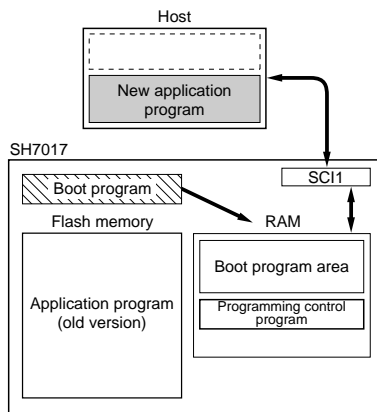 Host
New application
program
SH7017
SCI1
Boot program
Flash memory
RAM
Boot program area
Application program
(old version)
Programming control
program